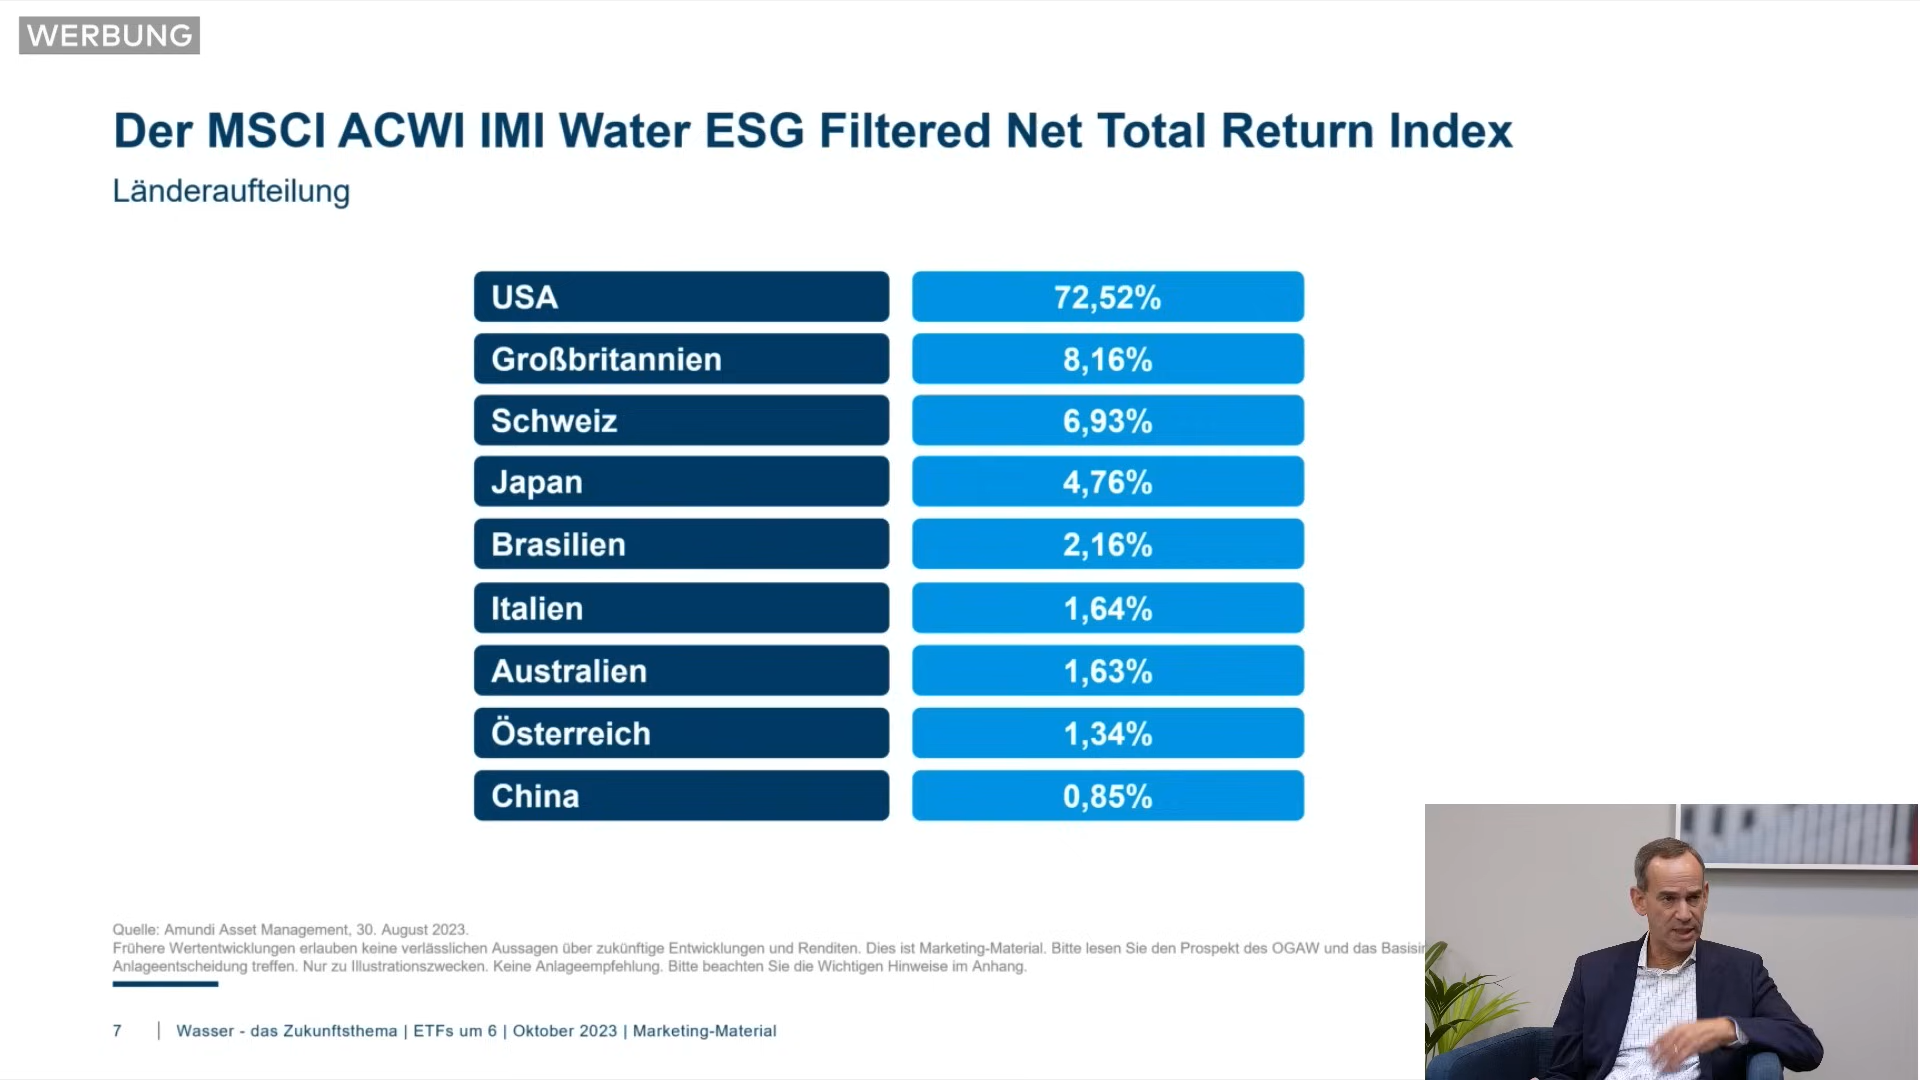 WERBUNG
Der MSCI ACWI IMI Water ESG Filtered Net Total Return Index
Länderaufteilung
USA 72,52%
Großbritannien 8,16%
Schweiz 6,93%
Japan 4,76%
Brasilien 2,16%
Italien 1,64%
Australien 1,63%
Österreich 1,34%
China 0,85%
Quelle: Amundi Asset Management, 30. August 2023.
Frühere Wertentwicklungen erlauben keine verlässlichen Aussagen über zukünftige Entwicklungen und Renditen. Dies ist Marketing-Material. Bitte lesen Sie den Prospekt des OGAW und das
Anlageentscheidung treffen. Nur zu Illustrationszwecken. Keine Anlageempfehlung. Bitte beachten Sie die Wichtigen Hinweise im Anhang.
7 | Wasser - das Zukunftsthema | ETFs um 6 | Oktober 2023 | Marketing-Material